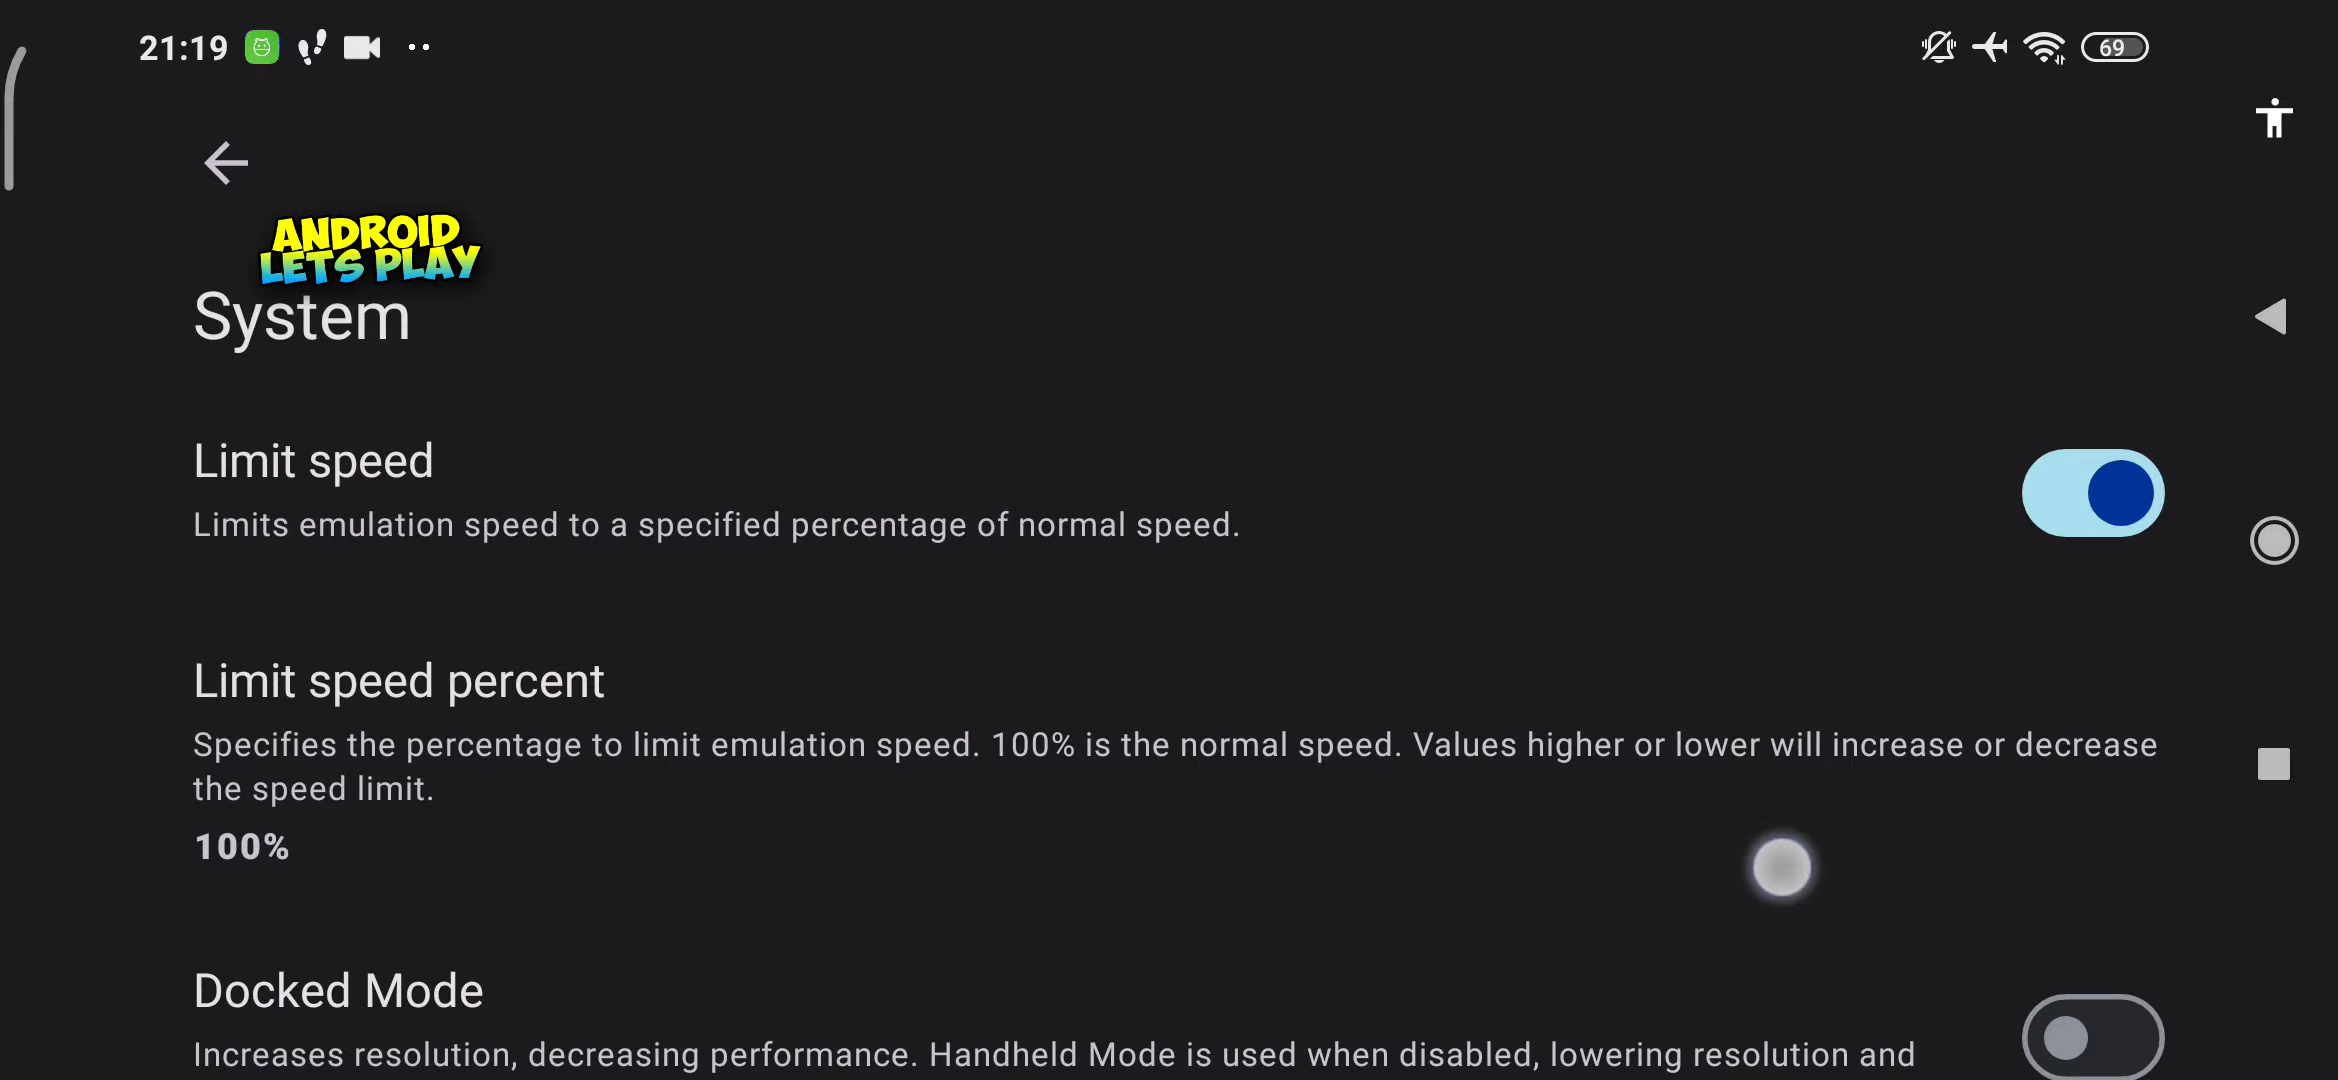 21:19
69
ANDROID
LETS PLAY
System
Limit speed
Limits emulation speed to a specified percentage of normal speed.
Limit speed percent
Specifies the percentage to limit emulation speed. 100% is the normal speed. Values higher or lower will increase or decrease
the speed limit.
100%
Docked Mode
Increases resolution, decreasing performance. Handheld Mode is used when disabled, lowering resolution and